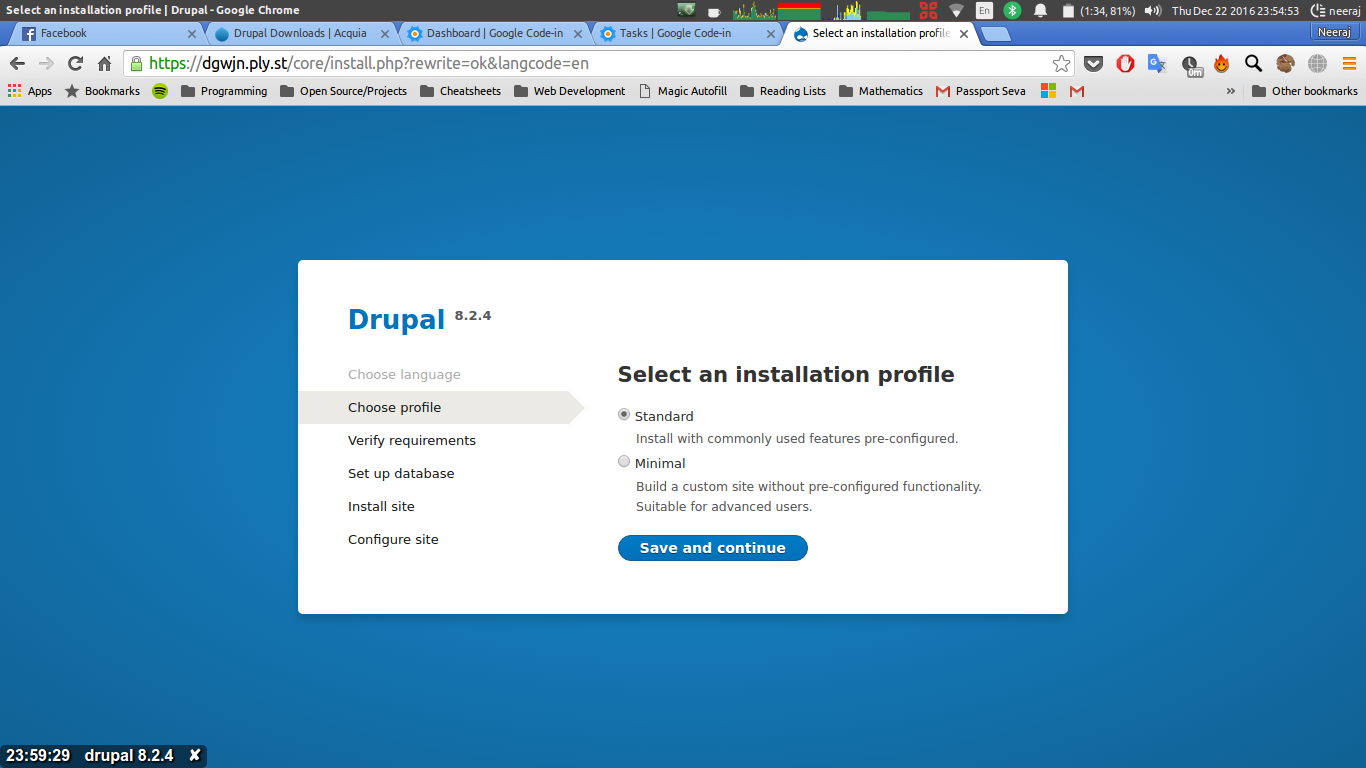 Select an installation profile | Drupal - Google Chrome
En
(1:34, 81%)
Thu Dec 22 2016 23:54:53
neeraj
Facebook
Drupal Downloads | Acquia
Dashboard | Google Code-in
Tasks | Google Code-in
Select an installation profile
Neeraj
https://dgwjn.ply.st/core/install.php?rewrite=ok&langcode=en
0m
Apps
Bookmarks
Programming
Open Source/Projects
Cheatsheets
Web Development
Magic Autofill
Reading Lists
Mathematics
Passport Seva
»
Other bookmarks
Drupal 8.2.4
Choose language
Choose profile
Verify requirements
Set up database
Install site
Configure site
Select an installation profile
Standard
Install with commonly used features pre-configured.
Minimal
Build a custom site without pre-configured functionality.
Suitable for advanced users.
Save and continue
23:59:29 drupal 8.2.4 ✘